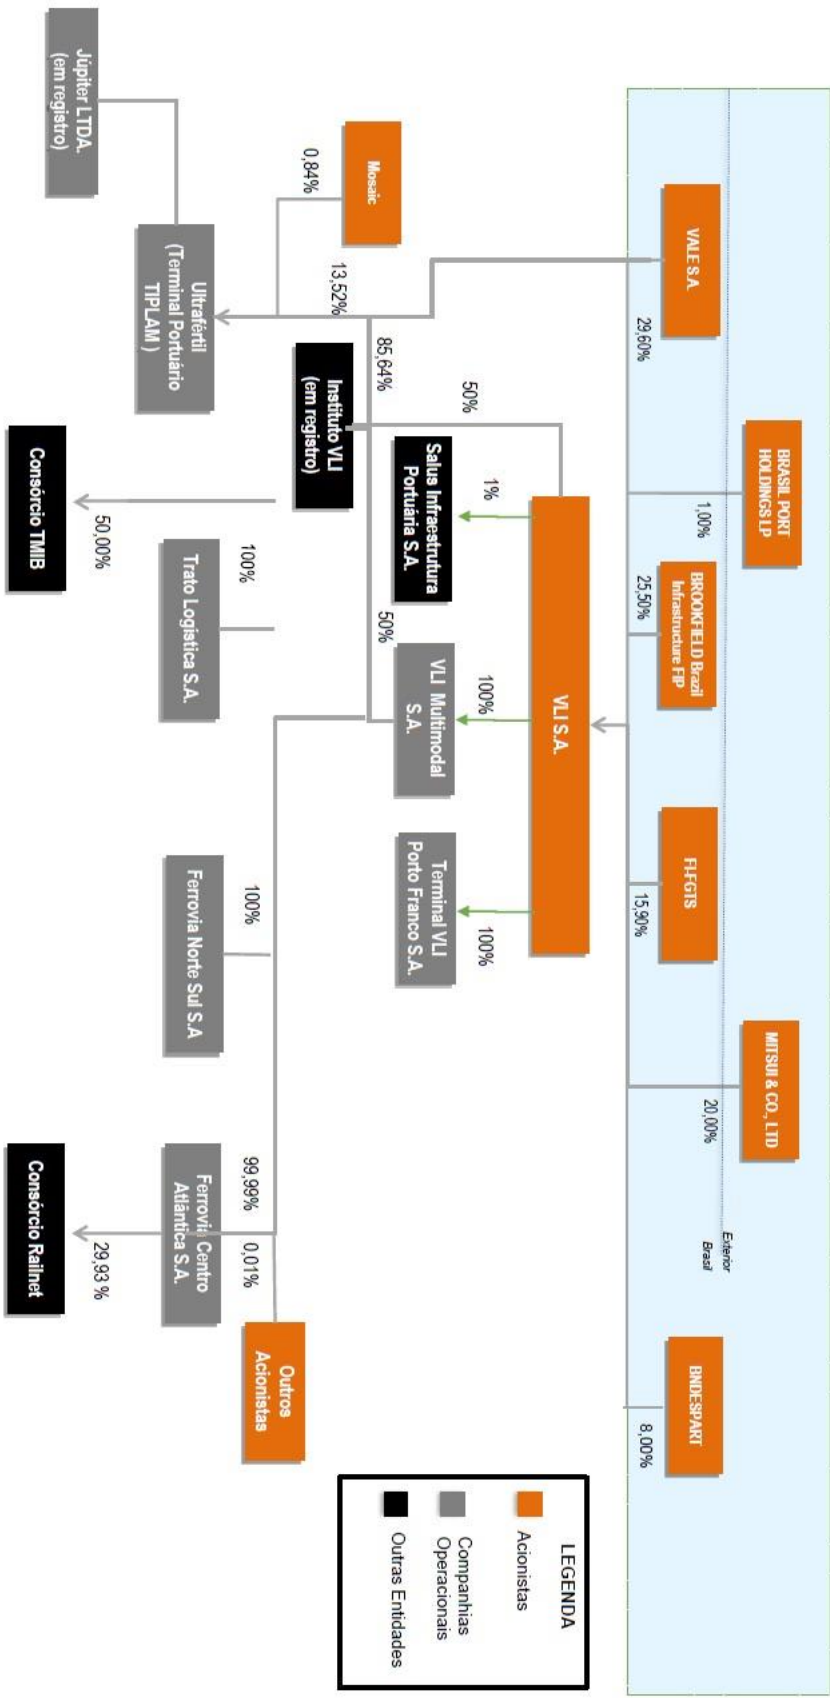 BRASIL PORT
HOLDINGS LP
MITSUI & CO., LTD
1,00%
20,00%
Exterior
Brasil
VALE S.A.
BROOKFIELD Brazil
Infrastructure FIP
FI-FGTS
BNDESPART
29,60%
25,50%
15,90%
8,00%
VLI S.A.
50%
1%
100%
100%
Mosaic
Salus Infraestrutura
Portuária S.A.
VLI Multimodal
S.A.
Terminal VLI
Porto Franco S.A.
0,84%
13,52%
85,64%
50%
Instituto VLI
(em registro)
Ultrafértil
(Terminal Portuário
TIPLAM )
100%
100%
99,99%
0,01%
Outros
Acionistas
Trato Logística S.A.
Ferrovia Norte Sul S.A
Ferrovia Centro
Atlântica S.A.
Júpiter LTDA.
(em registro)
50,00%
29,93 %
Consórcio TMIB
Consórcio Railnet
LEGENDA
Acionistas
Companhias
Operacionais
Outras Entidades